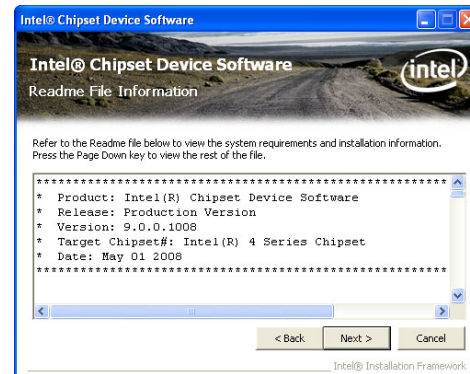 Intel® Chipset Device Software
Intel® Chipset Device Software
Readme File Information
intel
Refer to the Readme file below to view the system requirements and installation information.
Press the Page Down key to view the rest of the file.
********************************************************
* Product: Intel(R) Chipset Device Software
* Release: Production Version
* Version: 9.0.0.1008
* Target Chipset#: Intel(R) 4 Series Chipset
* Date: May 01 2008
********************************************************
< Back
Next >
Cancel
Intel® Installation Framework